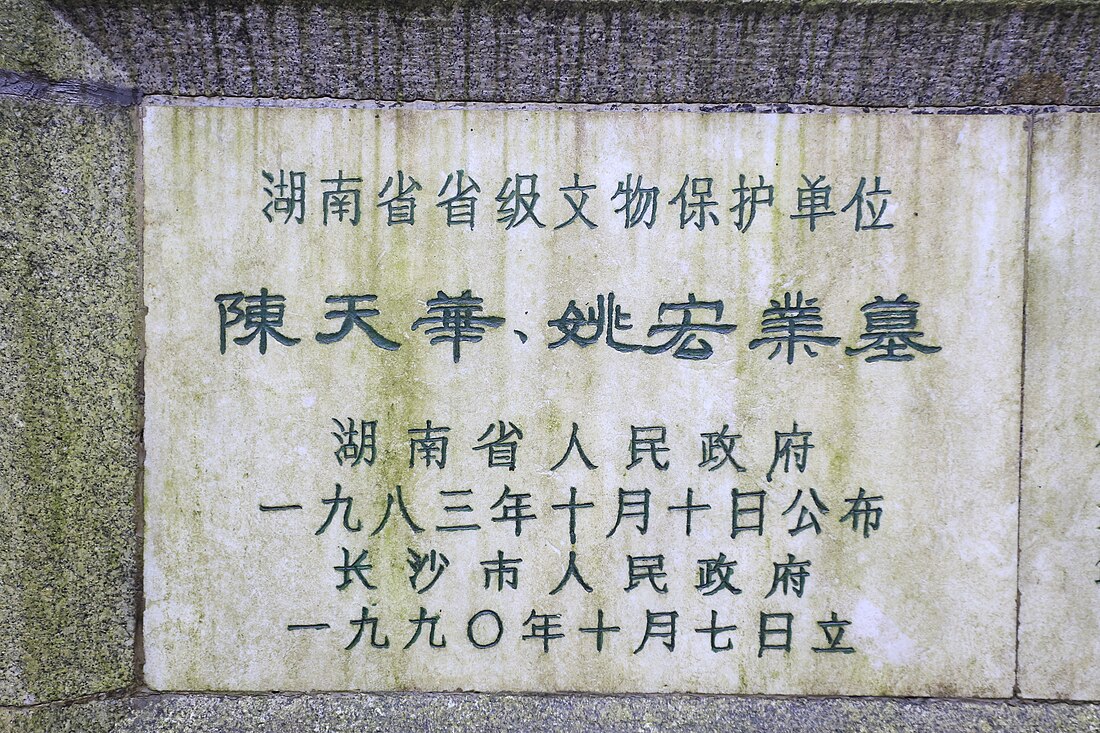 湖南省省级文物保护单位
陳天華、姚宏業墓
湖南省人民政府
一九八三年十月十日公布
长沙市人民政府
一九九〇年十月七日立